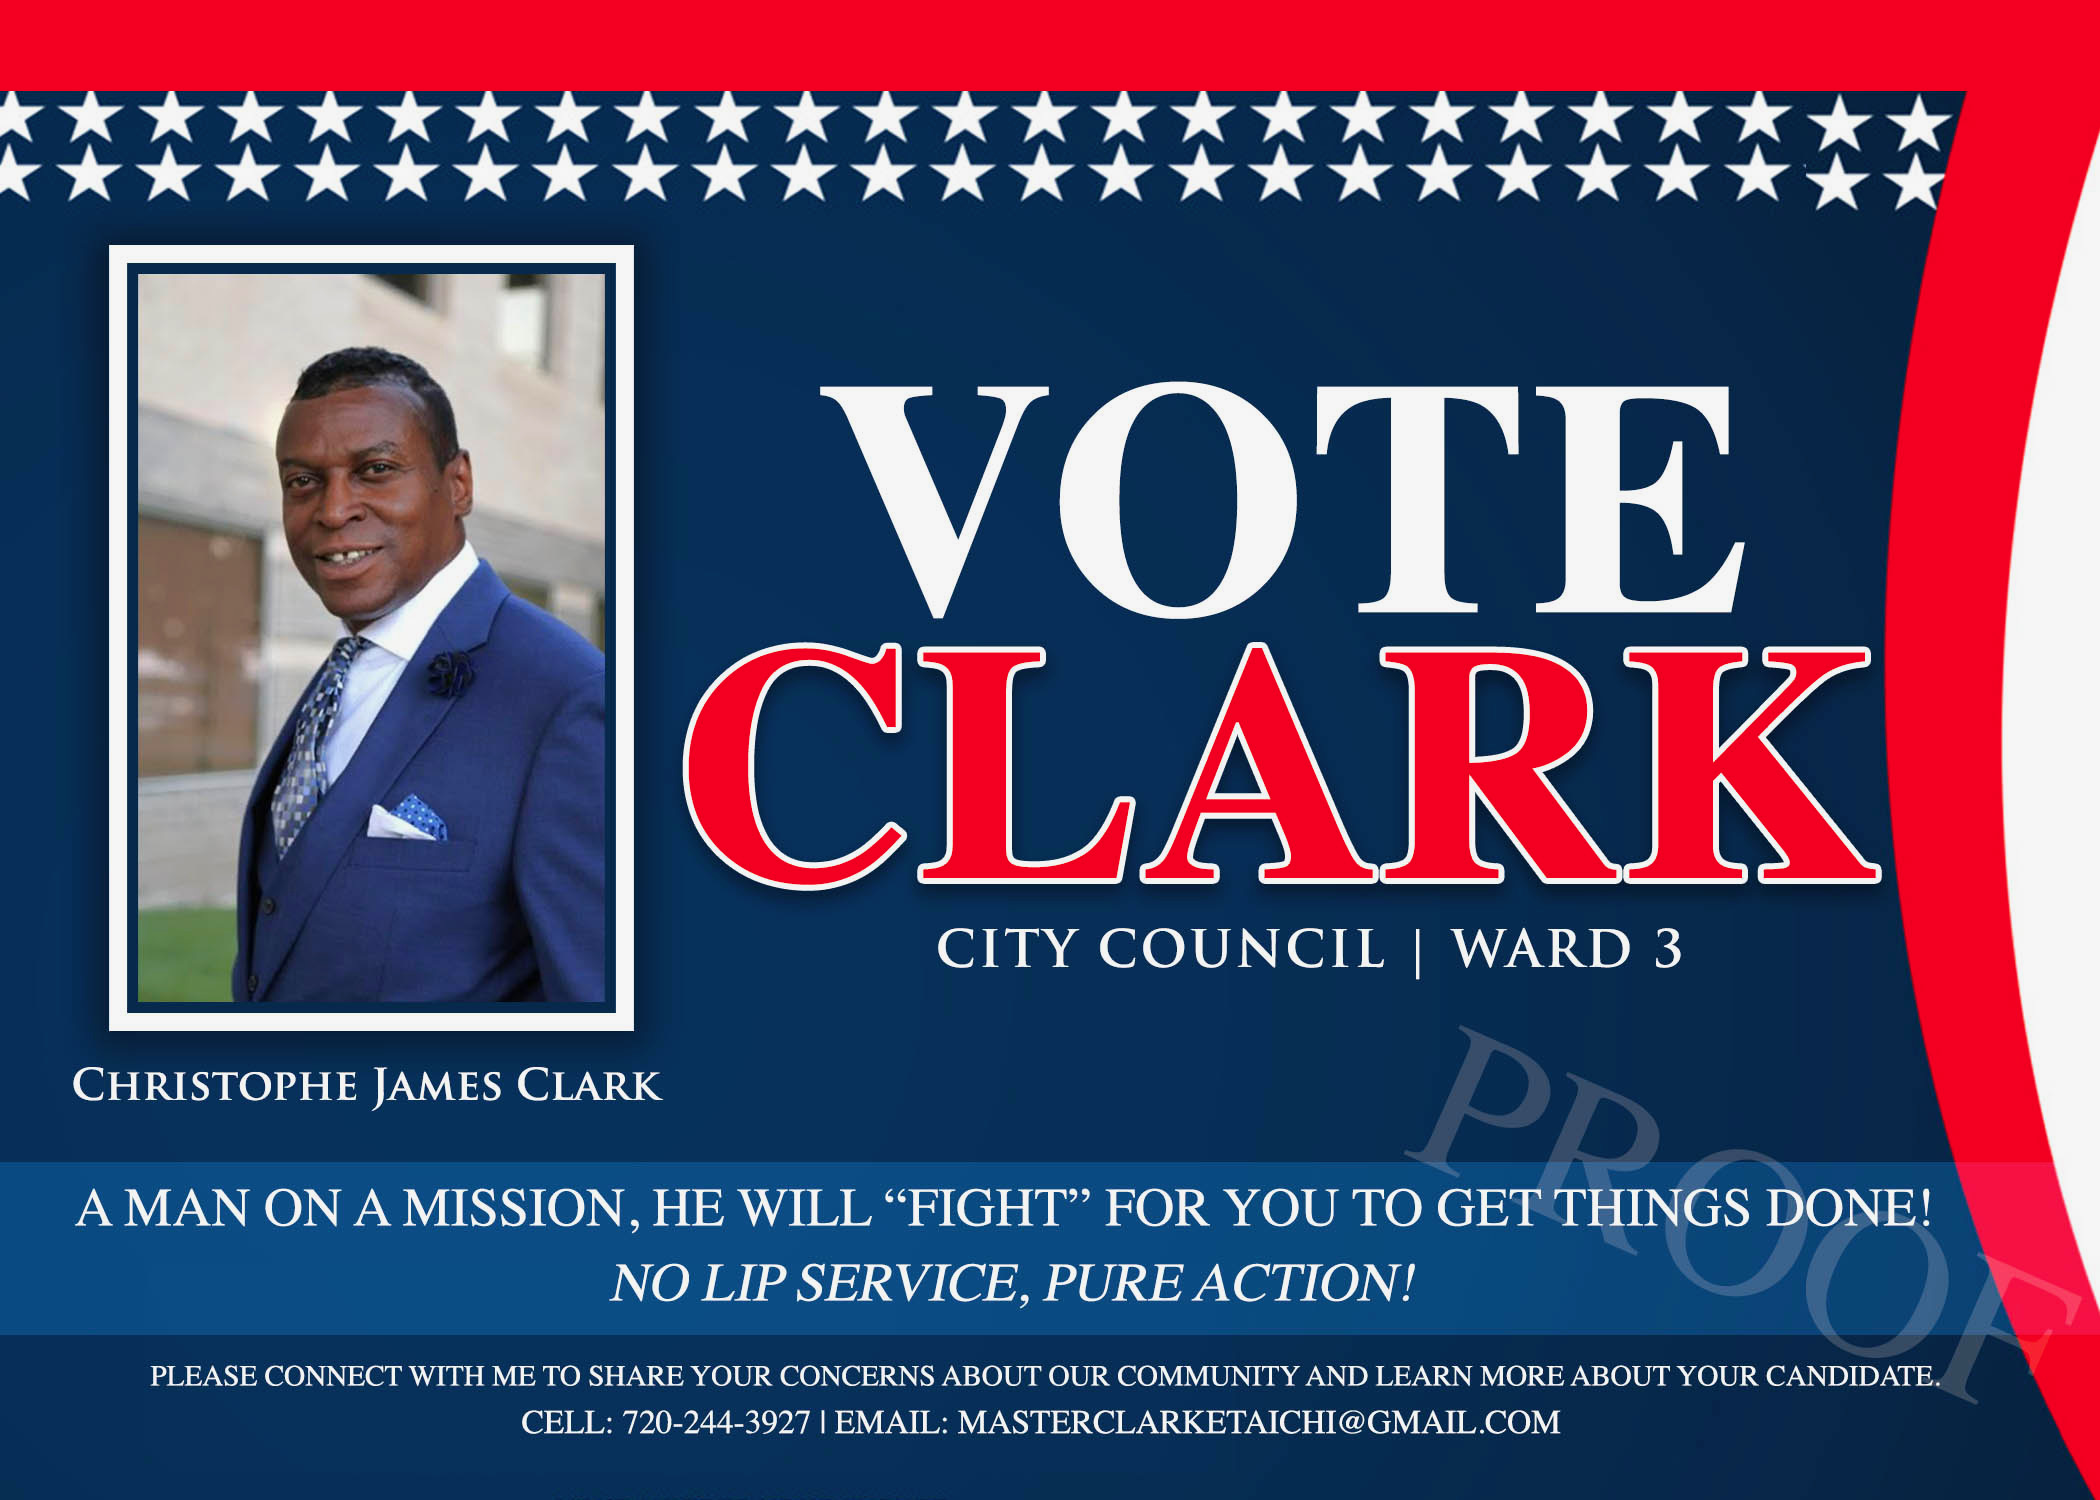 VOTE
CLARK
CITY COUNCIL | WARD 3
CHRISTOPHE JAMES CLARK
PROOF
A MAN ON A MISSION, HE WILL “FIGHT” FOR YOU TO GET THINGS DONE!
NO LIP SERVICE, PURE ACTION!
PLEASE CONNECT WITH ME TO SHARE YOUR CONCERNS ABOUT OUR COMMUNITY AND LEARN MORE ABOUT YOUR CANDIDATE.
CELL: 720-244-3927 | EMAIL: MASTERCLARKETAICHI@GMAIL.COM